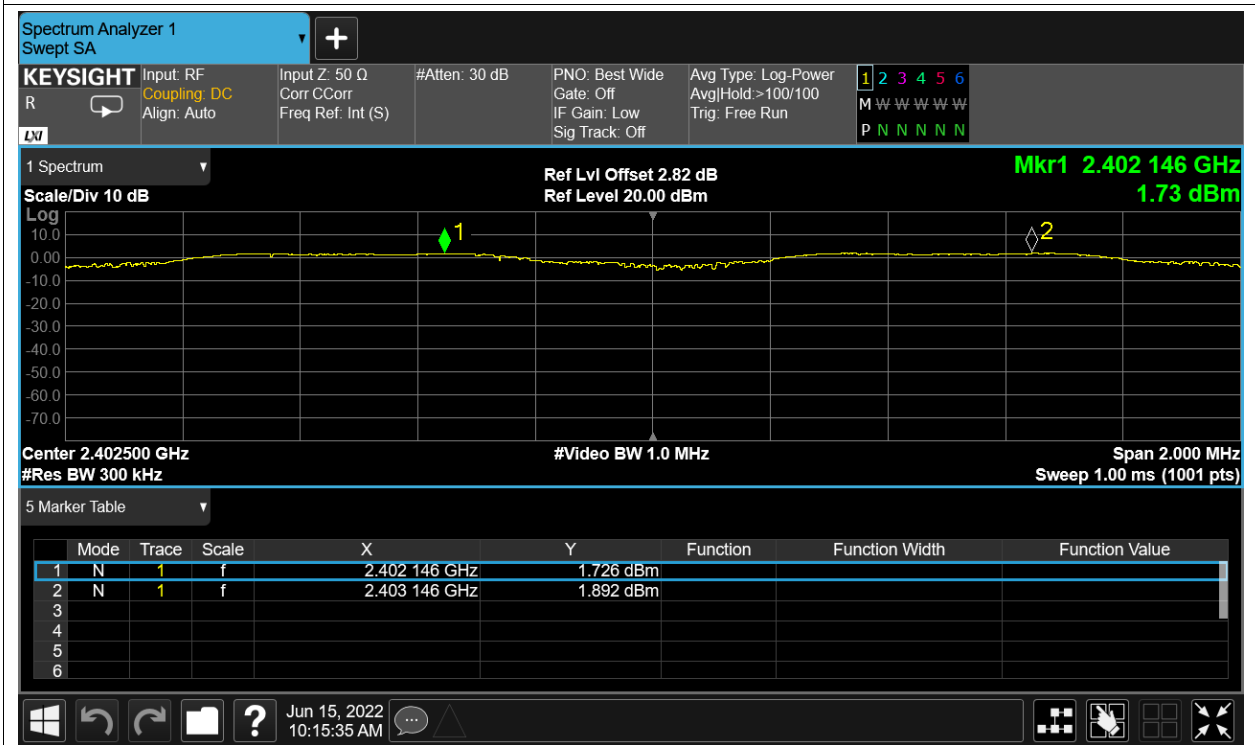 Spectrum Analyzer 1
Swept SA
KEYSIGHT Input: RF Input Z: 50 Ω #Atten: 30 dB PNO: Best Wide Avg Type: Log-Power 1 2 3 4 5 6
R Coupling: DC Corr CCorr Gate: Off Avg|Hold:>100/100 M W W W W W
Align: Auto Freq Ref: Int (S) IF Gain: Low Trig: Free Run
LXI Sig Track: Off P N N N N N
1 Spectrum Ref Lvl Offset 2.82 dB Mkr1 2.402 146 GHz
Scale/Div 10 dB Ref Level 20.00 dBm 1.73 dBm
Log
10.0 1 2
0.00
-10.0
-20.0
-30.0
-40.0
-50.0
-60.0
-70.0
Center 2.402500 GHz #Video BW 1.0 MHz Span 2.000 MHz
#Res BW 300 kHz Sweep 1.00 ms (1001 pts)
5 Marker Table
Mode Trace Scale X Y Function Function Width Function Value
1 N 1 f 2.402 146 GHz 1.726 dBm
2 N 1 f 2.403 146 GHz 1.892 dBm
3
4
5
6
? Jun 15, 2022
10:15:35 AM